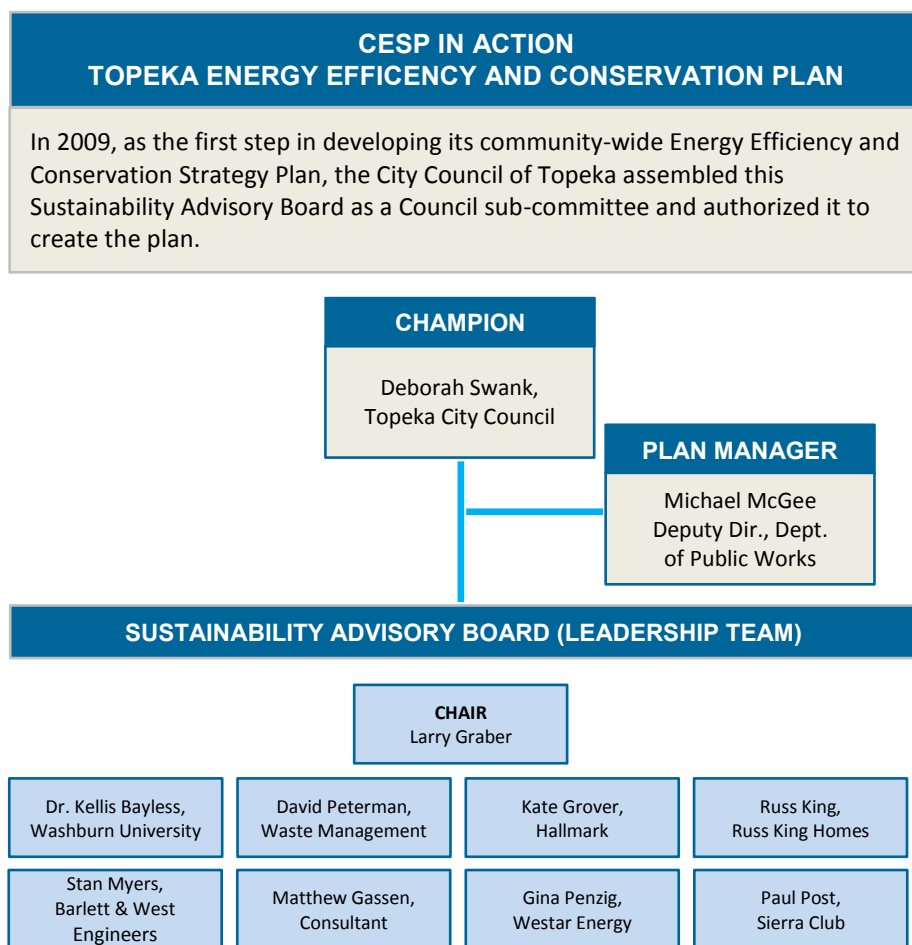 CESP IN ACTION
TOPEKA ENERGY EFFICENCY AND CONSERVATION PLAN
In 2009, as the first step in developing its community-wide Energy Efficiency and
Conservation Strategy Plan, the City Council of Topeka assembled this
Sustainability Advisory Board as a Council sub-committee and authorized it to
create the plan.
CHAMPION
Deborah Swank,
Topeka City Council
PLAN MANAGER
Michael McGee
Deputy Dir., Dept.
of Public Works
SUSTAINABILITY ADVISORY BOARD (LEADERSHIP TEAM)
CHAIR
Larry Graber
Dr. Kellis Bayless,
Washburn University
David Peterman,
Waste Management
Kate Grover,
Hallmark
Russ King,
Russ King Homes
Stan Myers,
Barlett & West
Engineers
Matthew Gassen,
Consultant
Gina Penzig,
Westar Energy
Paul Post,
Sierra Club